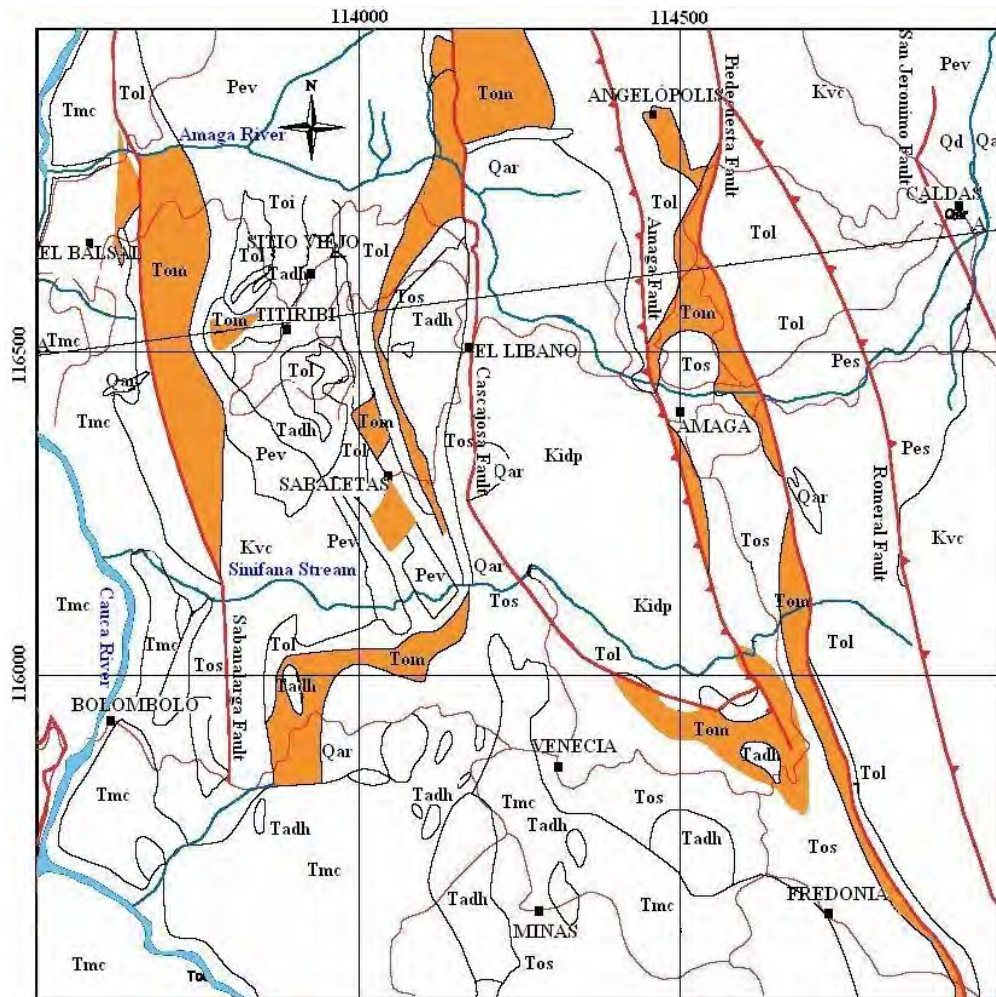 114000
114500
116500
116000
N
Tmc
Tol
Pev
Amaga River
Tom
ANGELÓPOLIS
Piedecuesta Fault
Kvc
San Jeronimo Fault
Pev
Qd
Qa
CALDAS
Qar
A
Qar
Toi
SITIO VIEJO
Tol
Tadh
Tol
Tol
Amaga Fault
Tol
EL BALSAL
Tom
Tos
Tadh
Tom
TITIRIBI
Tom
Tol
Tmc
EL LIBANO
Tos
Pes
Qar
Tol
Tmc
Tadh
Tom
Tol
Pev
SABALETAS
Tos
Cascajosa Fault
Qar
Kidp
AMAGA
Qar
Pes
Romeral Fault
Kvc
Kvc
Sinifana Stream
Pev
Pev
Qar
Tos
Tos
Kidp
Tom
Tol
Tmc
Cauca River
Tmc
Tos
Sabanalarga Fault
Tol
Tom
Tadh
Tol
BOLOMBOLO
Qar
VENECIA
Tom
Tadh
Tol
Tmc
Tadh
Tadh
Tmc
Tadh
Tos
Tadh
Tos
Tmc
Tadh
FREDONIA
MINAS
Tmc
Tmc
Tos